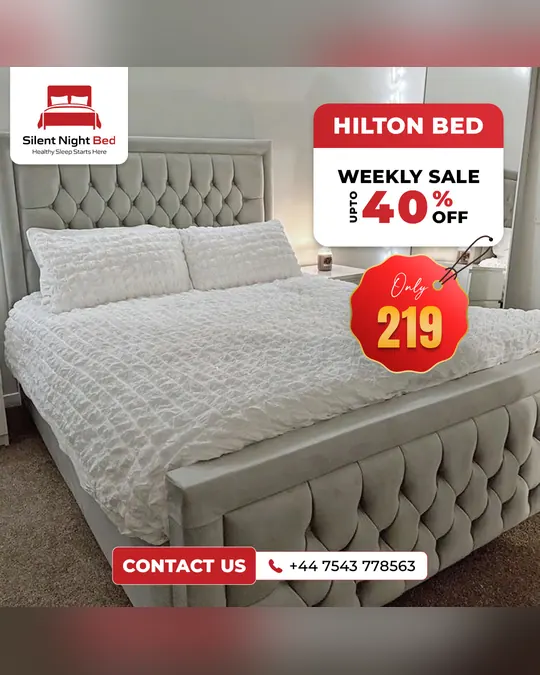 Silent Night Bed
Healthy Sleep Starts Here
HILTON BED
WEEKLY SALE
UPTO 40% OFF
Only
219
CONTACT US
+44 7543 778563